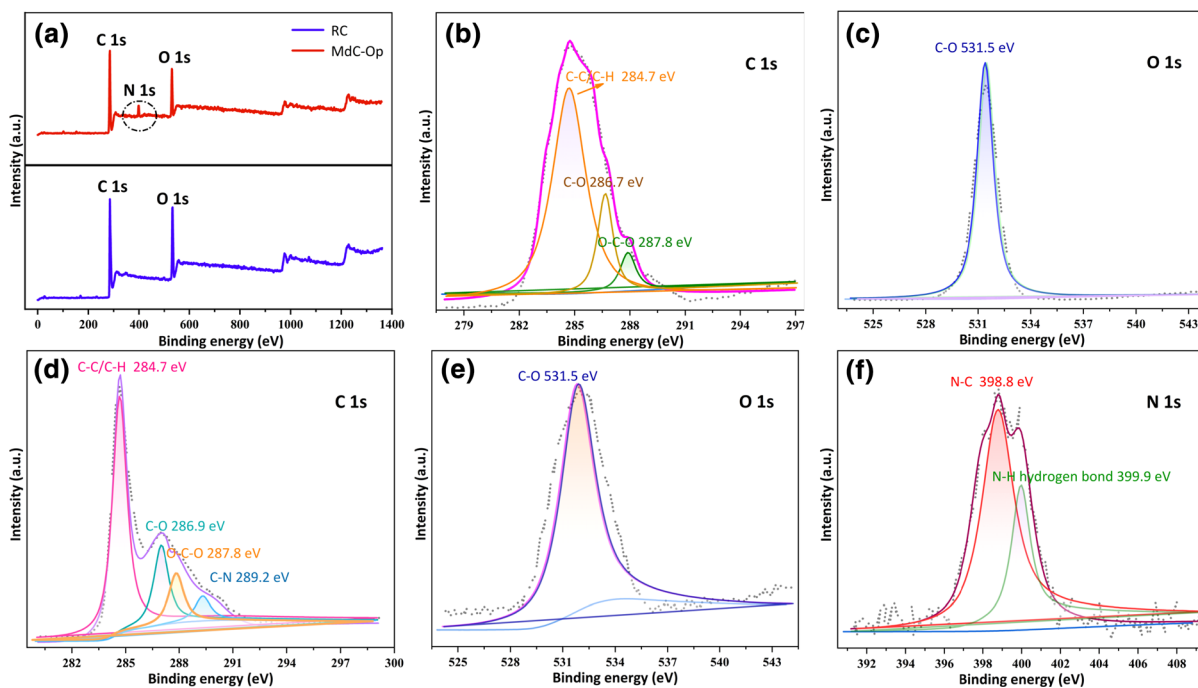 (a)
RC
MdC-Op
C 1s
O 1s
N 1s
C 1s
O 1s
Intensity (a.u.)
0 200 400 600 800 1000 1200 1400
Binding energy (eV)
(b)
C 1s
C-C/C-H 284.7 eV
C-O 286.7 eV
O-C-O 287.8 eV
Intensity (a.u.)
279 282 285 288 291 294 297
Binding energy (eV)
(c)
C-O 531.5 eV
O 1s
Intensity (a.u.)
525 528 531 534 537 540 543
Binding energy (eV)
(d)
C-C/C-H 284.7 eV
C 1s
C-O 286.9 eV
O-C-O 287.8 eV
C-N 289.2 eV
Intensity (a.u.)
282 285 288 291 294 297 300
Binding energy (eV)
(e)
C-O 531.5 eV
O 1s
Intensity (a.u.)
525 528 531 534 537 540 543
Binding energy (eV)
(f)
N-C 398.8 eV
N 1s
N-H hydrogen bond 399.9 eV
Intensity (a.u.)
392 394 396 398 400 402 404 406 408
Binding energy (eV)